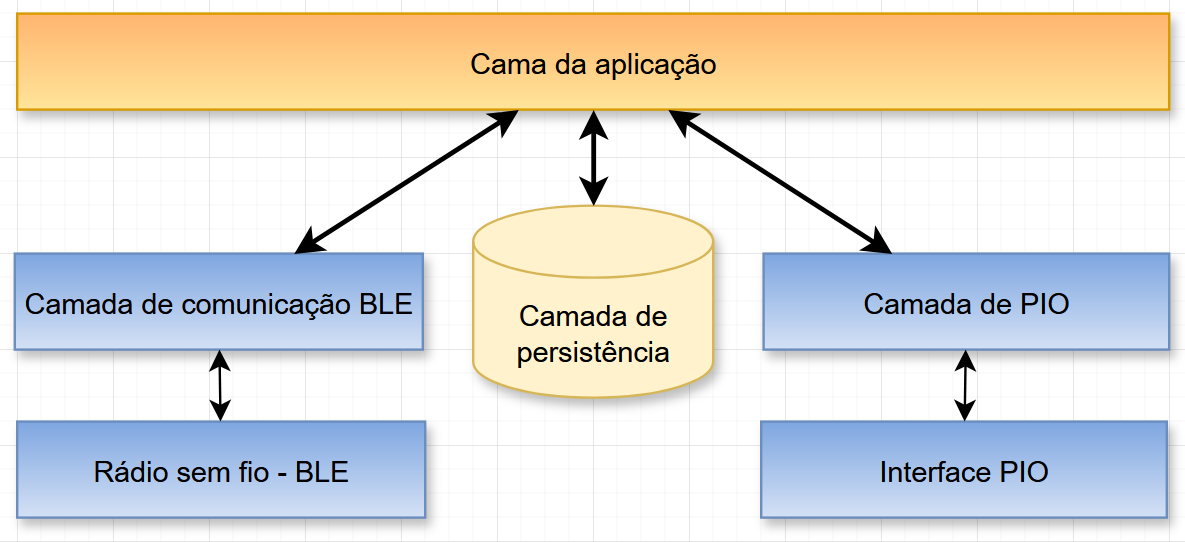 Cama da aplicação
Camada de comunicação BLE
Camada de
persistência
Camada de PIO
Rádio sem fio - BLE
Interface PIO